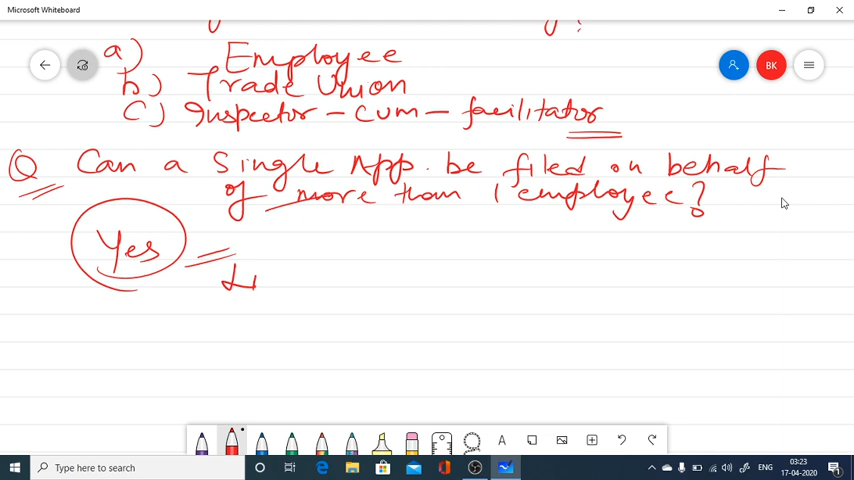 Microsoft Whiteboard
BK
a) Employee
b) Trade Union
c) Inspector - cum - facilitator
Q Can a Single App. be filed on behalf
of more than 1 employee?
Yes
Type here to search
ENG
03:23
17-04-2020